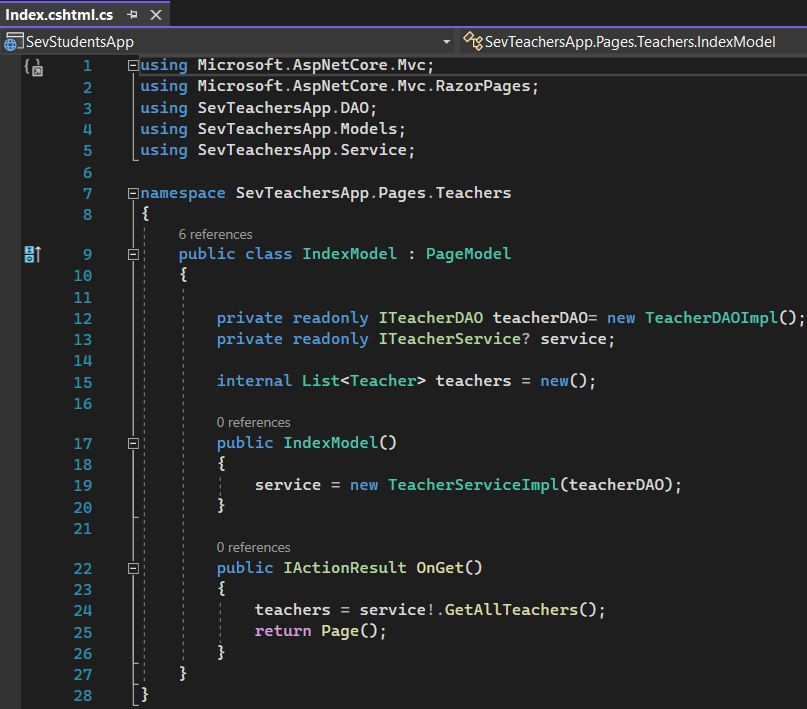 Index.cshtml.cs
SevStudentsApp SevTeachersApp.Pages.Teachers.IndexModel
1 using Microsoft.AspNetCore.Mvc;
2 using Microsoft.AspNetCore.Mvc.RazorPages;
3 using SevTeachersApp.DAO;
4 using SevTeachersApp.Models;
5 using SevTeachersApp.Service;
6
7 namespace SevTeachersApp.Pages.Teachers
8 {
6 references
9 public class IndexModel : PageModel
10 {
11
12 private readonly ITeacherDAO teacherDAO= new TeacherDAOImpl();
13 private readonly ITeacherService? service;
14
15 internal List<Teacher> teachers = new();
16
0 references
17 public IndexModel()
18 {
19 service = new TeacherServiceImpl(teacherDAO);
20 }
21
0 references
22 public IActionResult OnGet()
23 {
24 teachers = service!.GetAllTeachers();
25 return Page();
26 }
27 }
28 }